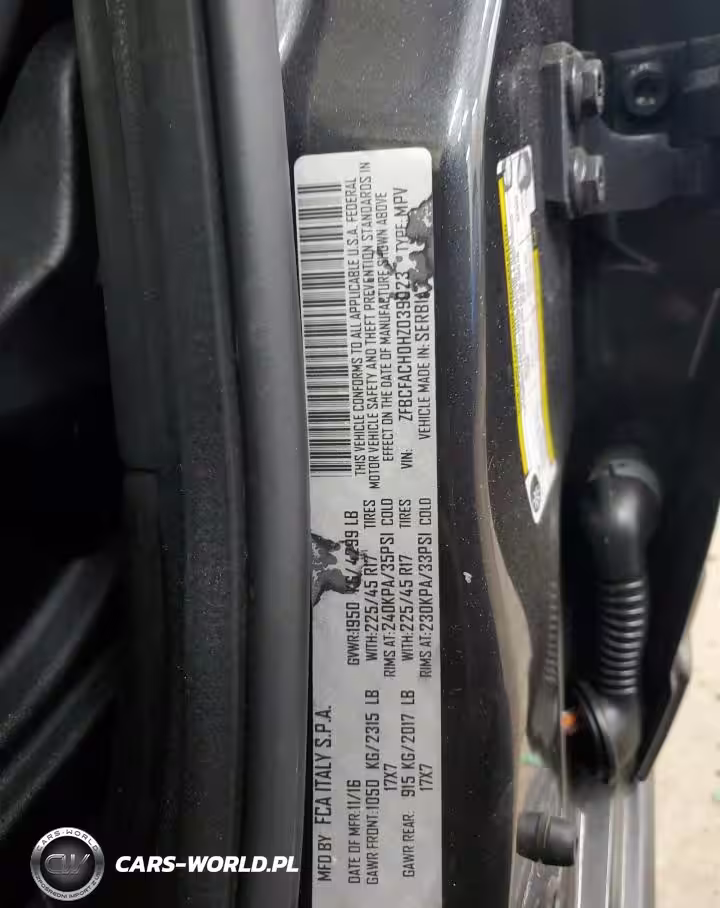 MFD BY FCA ITALY S.P.A.
DATE OF MFR:11/16 GVWR:1950 KG/4299 LB
GAWR FRONT:1050 KG/2315 LB WITH:225/45 R17 TIRES
17X7 RIMS AT:240KPA/35PSI COLD
GAWR REAR: 915 KG/2017 LB WITH:225/45 R17 TIRES
17X7 RIMS AT:230KPA/33PSI COLD
THIS VEHICLE CONFORMS TO ALL APPLICABLE U.S.A. FEDERAL
MOTOR VEHICLE SAFETY AND THEFT PREVENTION STANDARDS IN
EFFECT ON THE DATE OF MANUFACTURE SHOWN ABOVE
VIN: ZFBCFACH0HZ039023 TYPE: MPV
VEHICLE MADE IN: SERBIA
CARS-WORLD.PL